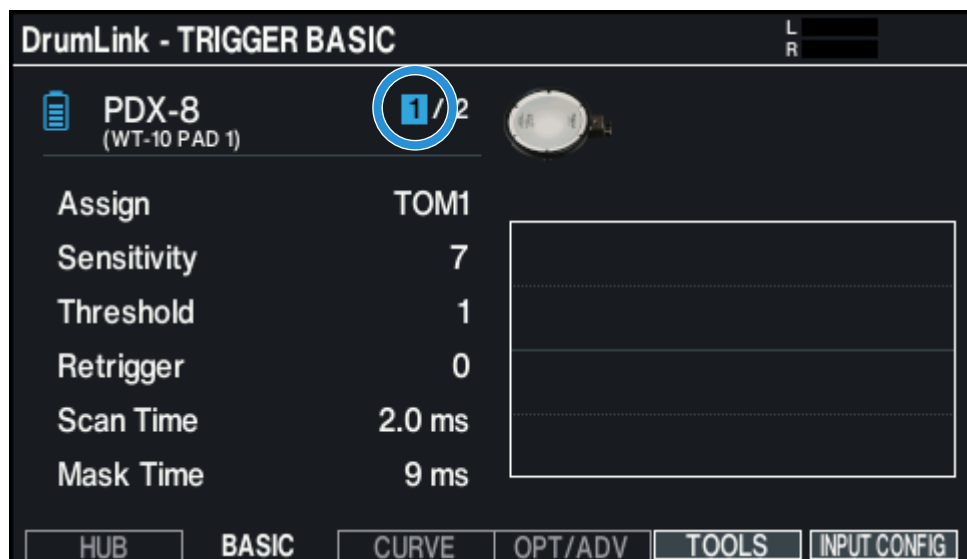 DrumLink - TRIGGER BASIC
L
R
PDX-8
1 / 2
(WT-10 PAD 1)
Assign TOM1
Sensitivity 7
Threshold 1
Retrigger 0
Scan Time 2.0 ms
Mask Time 9 ms
HUB BASIC CURVE OPT/ADV TOOLS INPUT CONFIG